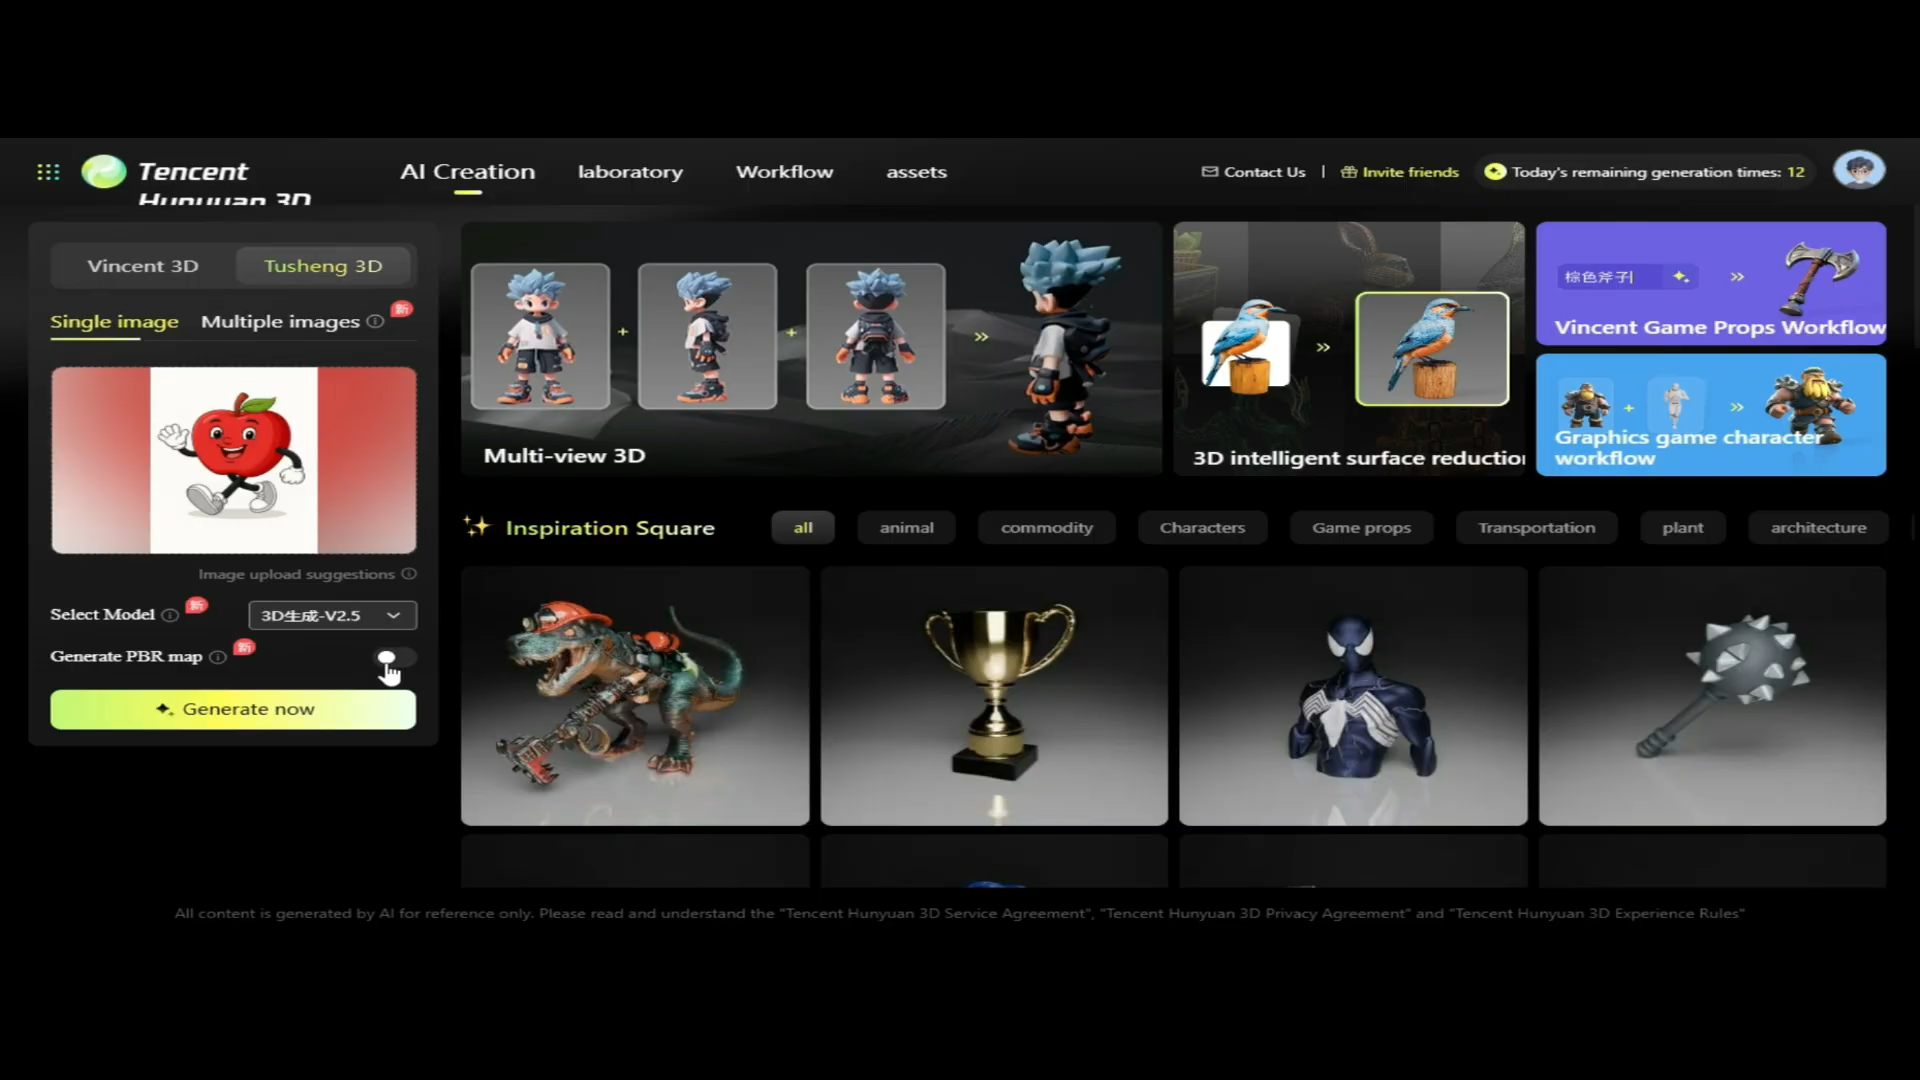 Tencent
Hunyuan 3D
AI Creation
laboratory
Workflow
assets
Contact Us
Invite friends
Today's remaining generation times: 12
Vincent 3D
Tusheng 3D
Single image
Multiple images
新
Image upload suggestions
Select Model
新
3D生成-V2.5
Generate PBR map
新
Generate now
Multi-view 3D
3D intelligent surface reduction
棕色斧子
Vincent Game Props Workflow
Graphics game character
workflow
Inspiration Square
all
animal
commodity
Characters
Game props
Transportation
plant
architecture
All content is generated by AI for reference only. Please read and understand the "Tencent Hunyuan 3D Service Agreement", "Tencent Hunyuan 3D Privacy Agreement" and "Tencent Hunyuan 3D Experience Rules"